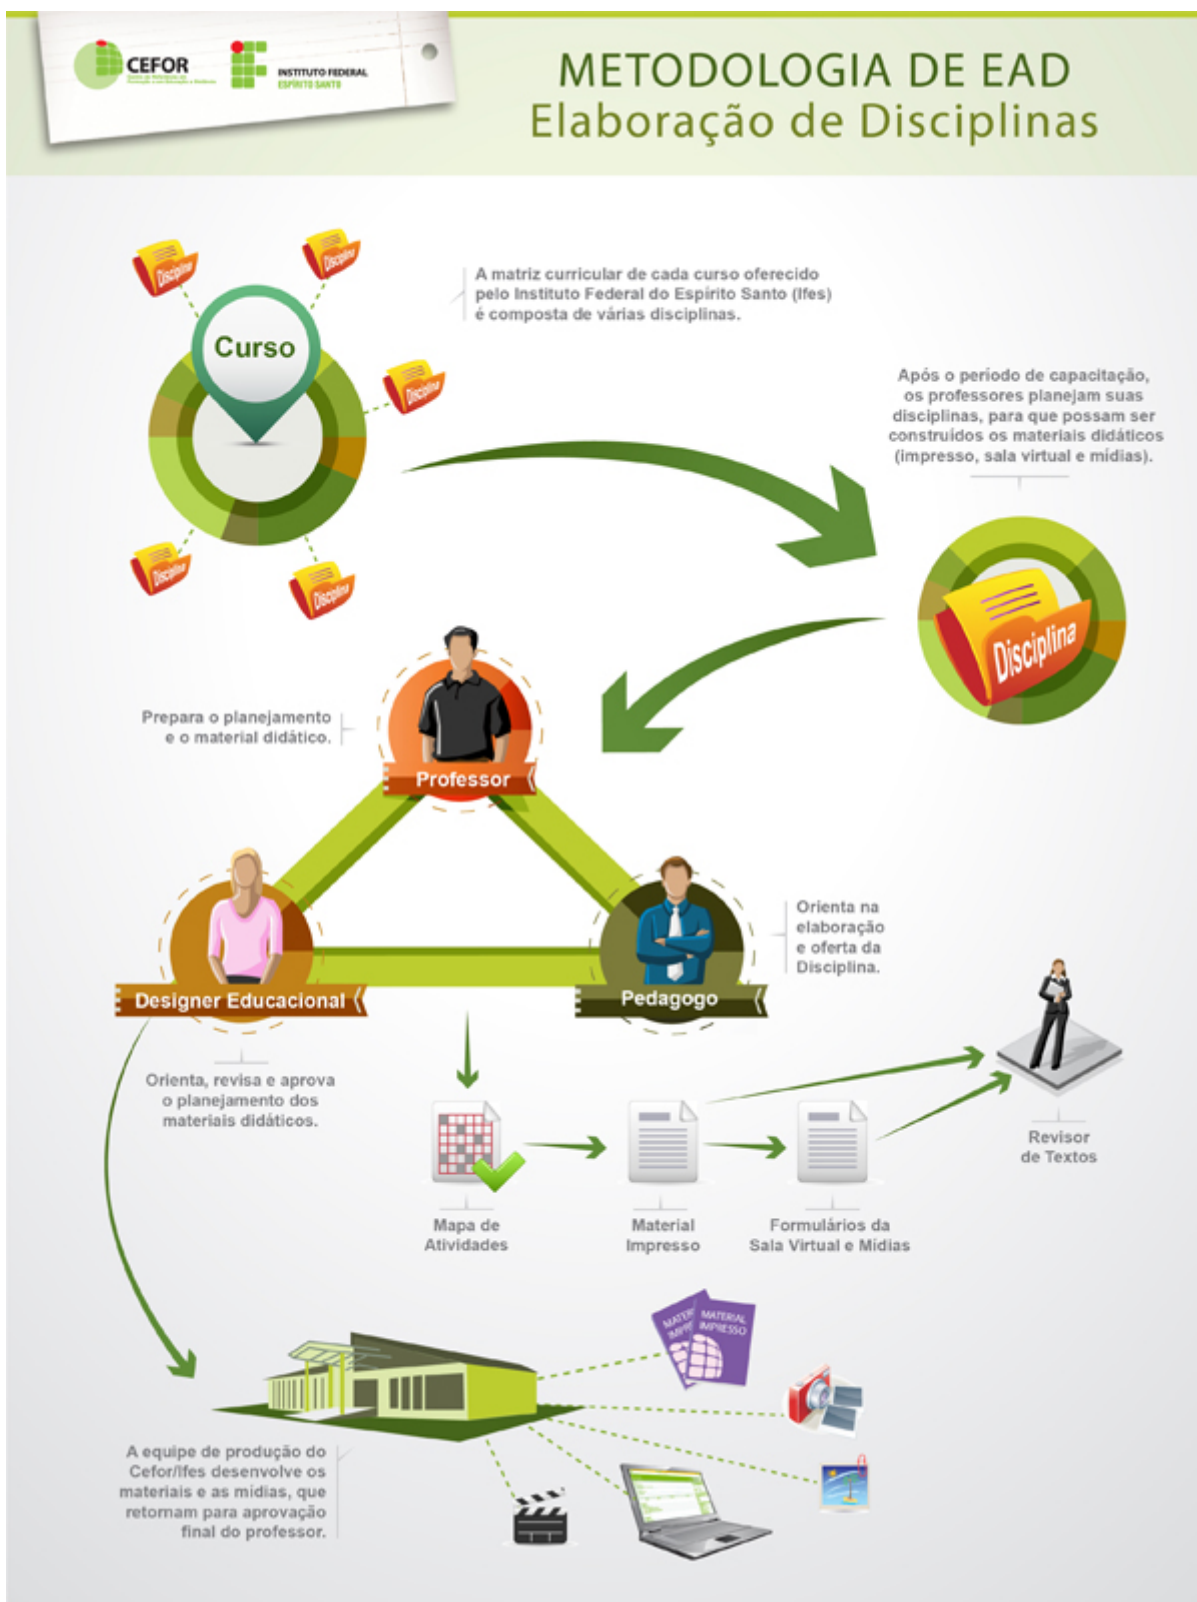 CEFOR
INSTITUTO FEDERAL
ESPÍRITO SANTO
METODOLOGIA DE EAD
Elaboração de Disciplinas
Disciplina
Disciplina
Curso
Disciplina
Disciplina
Disciplina
A matriz curricular de cada curso oferecido
pelo Instituto Federal do Espírito Santo (Ifes)
é composta de várias disciplinas.
Após o período de capacitação,
os professores planejam suas
disciplinas, para que possam ser
construídos os materiais didáticos
(impresso, sala virtual e mídias).
Disciplina
Prepara o planejamento
e o material didático.
Professor
Orienta na
elaboração
e oferta da
Disciplina.
Designer Educacional
Pedagogo
Orienta, revisa e aprova
o planejamento dos
materiais didáticos.
Revisor
de Textos
Mapa de
Atividades
Material
Impresso
Formulários da
Sala Virtual e Mídias
MATERIAL
IMPRESSO
A equipe de produção do
Cefor/Ifes desenvolve os
materiais e as mídias, que
retornam para aprovação
final do professor.